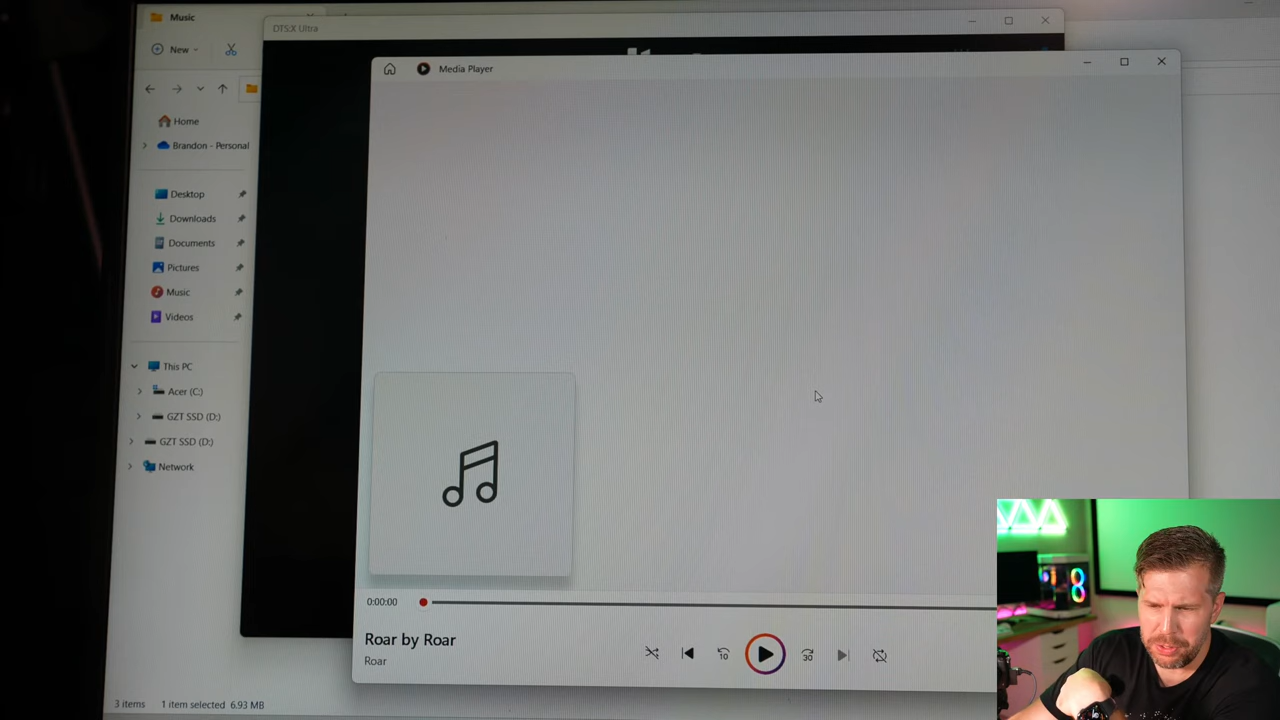 Music
DTS:X Ultra
New
Media Player
Home
Brandon - Personal
Desktop
Downloads
Documents
Pictures
Music
Videos
This PC
Acer (C:)
GZT SSD (D:)
GZT SSD (D:)
Network
0:00:00
Roar by Roar
Roar
10
30
3 items
1 item selected 6.93 MB